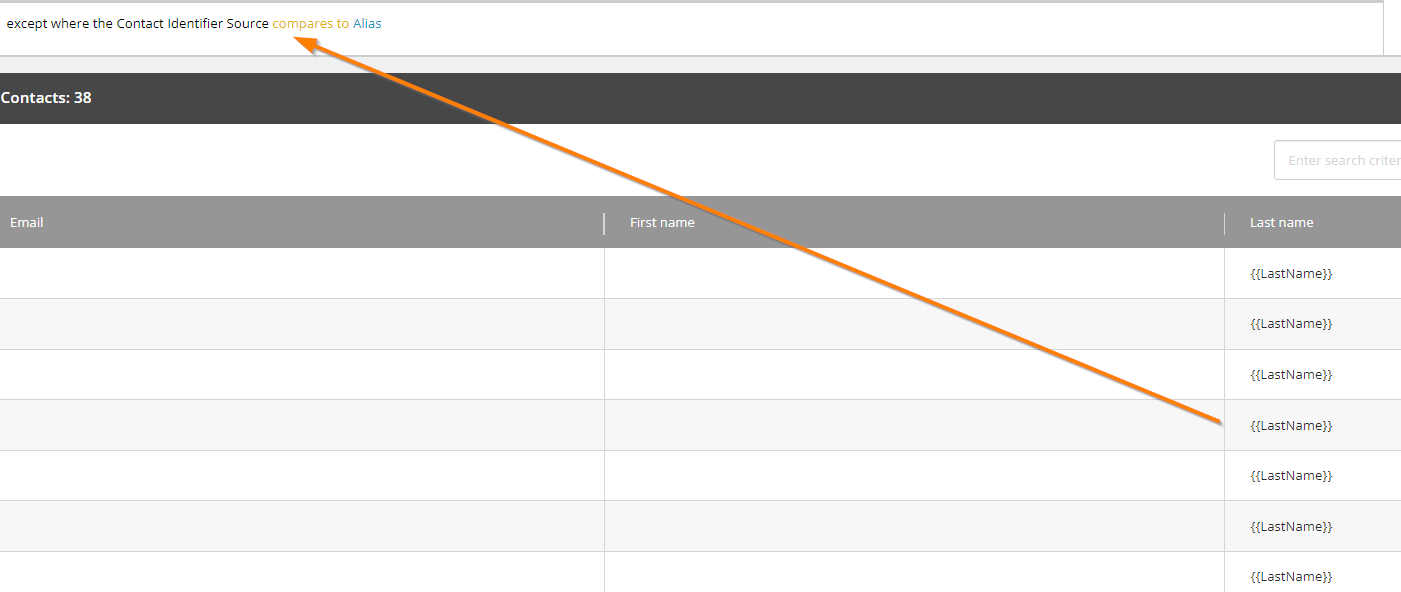 except where the Contact Identifier Source compares to Alias
Contacts: 38
Enter search criter
Email First name Last name
{{LastName}}
{{LastName}}
{{LastName}}
{{LastName}}
{{LastName}}
{{LastName}}
{{LastName}}